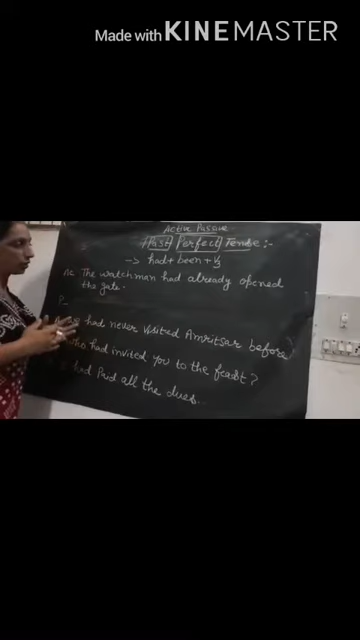 Made with KINEMASTER
Active Passive
Past Perfect Tense:-
→ had + been + V3
Ac The watchman had already opened
the gate.
P-
had never visited Amritsar before
who had invited you to the feast?
had Paid all the dues.